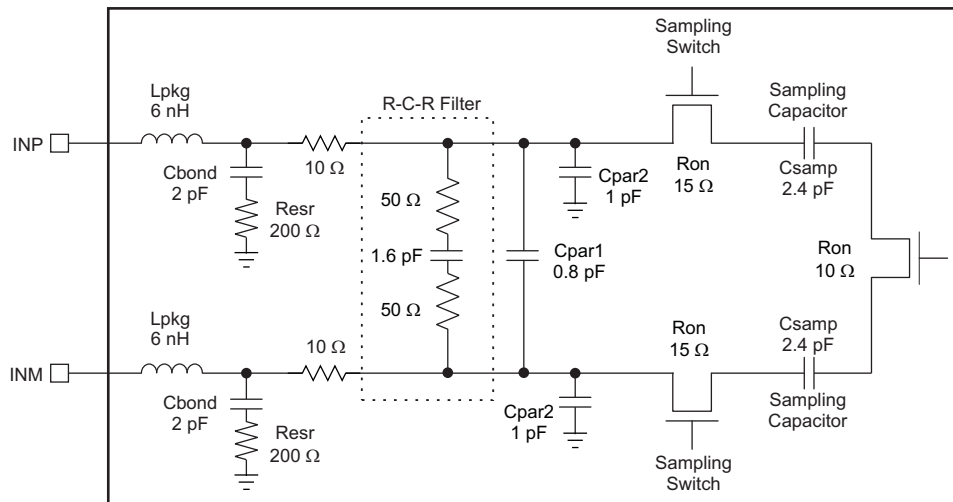 Sampling
Switch
Lpkg
6 nH
R-C-R Filter
Sampling
Capacitor
INP
10 Ω
Cbond
2 pF
Ron
15 Ω
Csamp
2.4 pF
Cpar2
1 pF
50 Ω
Resr
200 Ω
1.6 pF
Cpar1
0.8 pF
Ron
10 Ω
50 Ω
Lpkg
6 nH
10 Ω
Ron
15 Ω
Csamp
2.4 pF
INM
Sampling
Capacitor
Cbond
2 pF
Cpar2
1 pF
Resr
200 Ω
Sampling
Switch